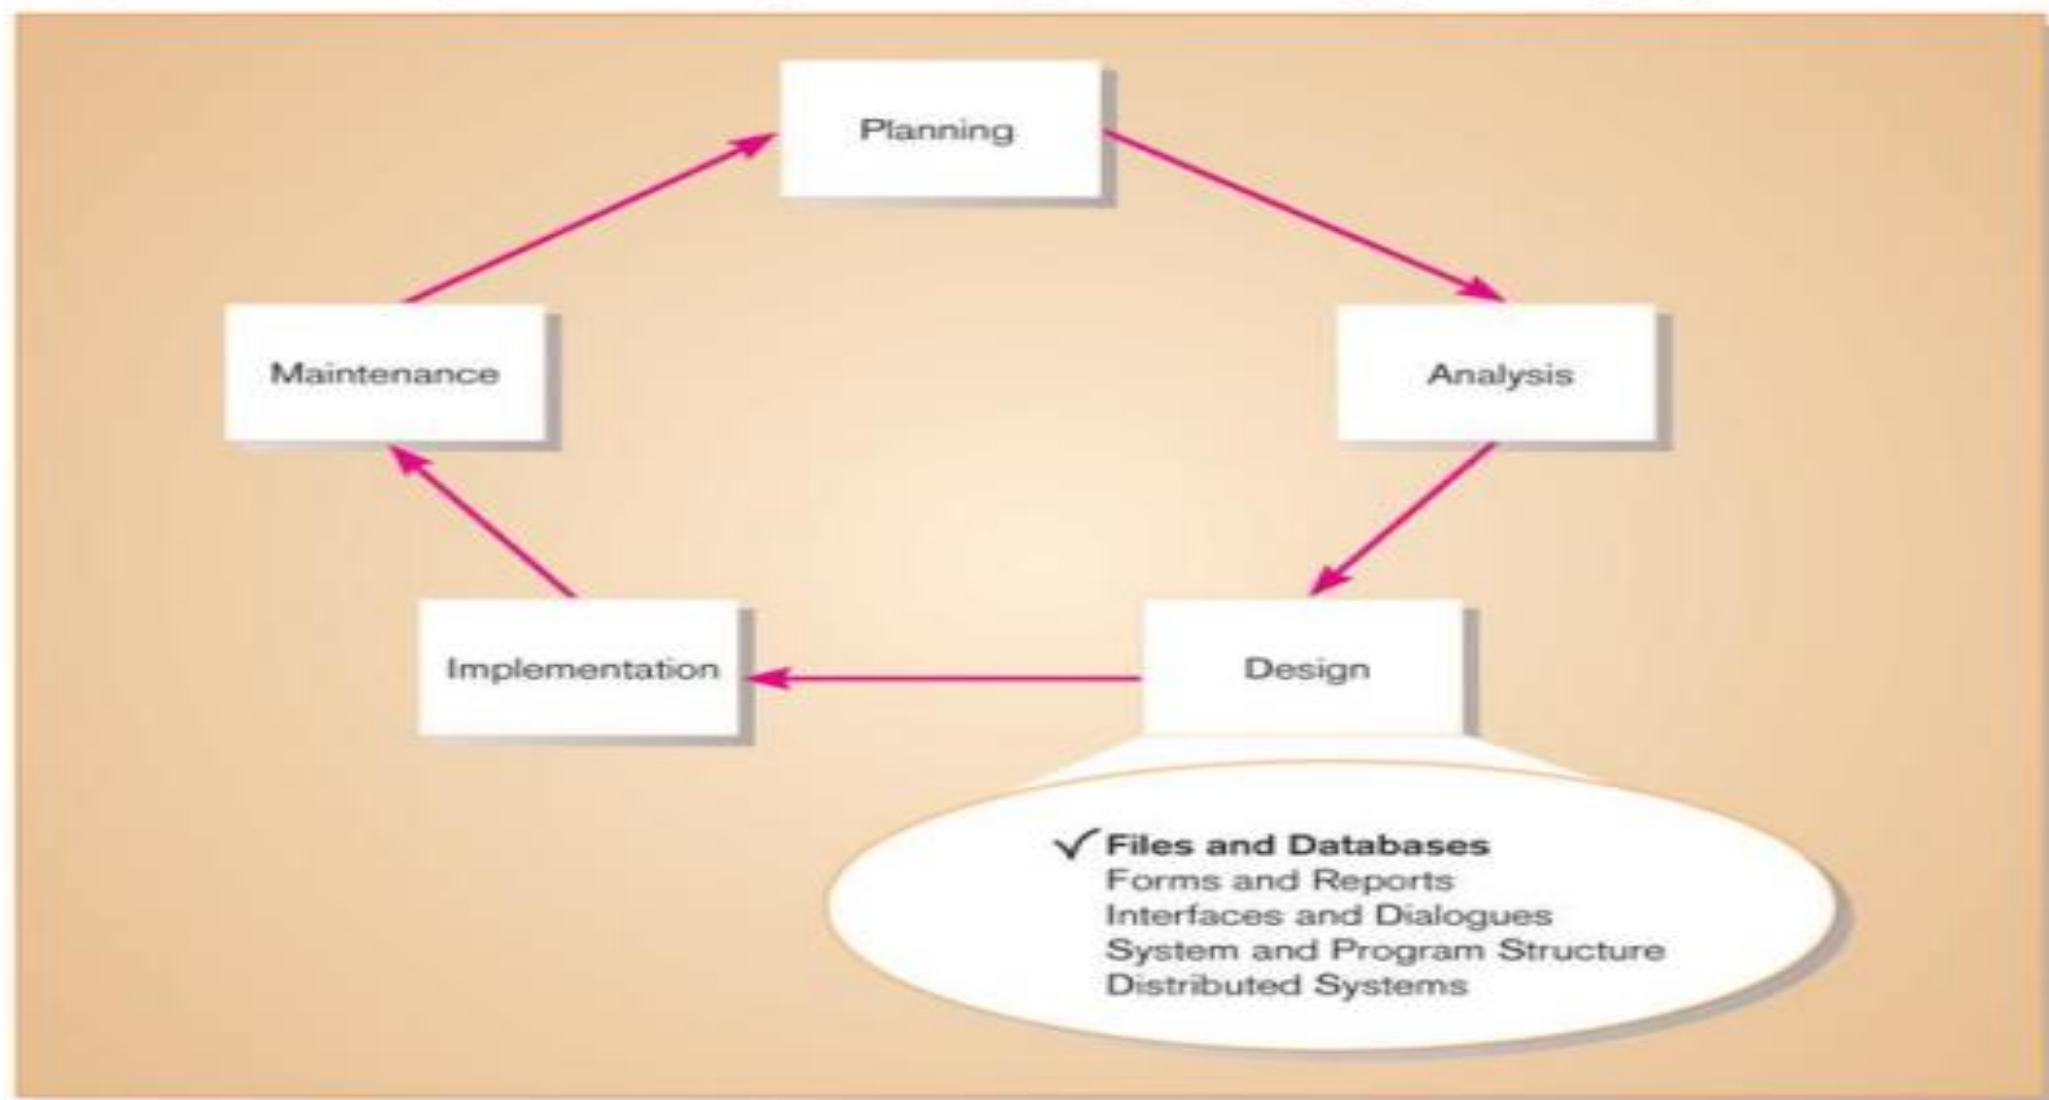 Planning
Maintenance
Analysis
Implementation
Design
✓ Files and Databases
Forms and Reports
Interfaces and Dialogues
System and Program Structure
Distributed Systems